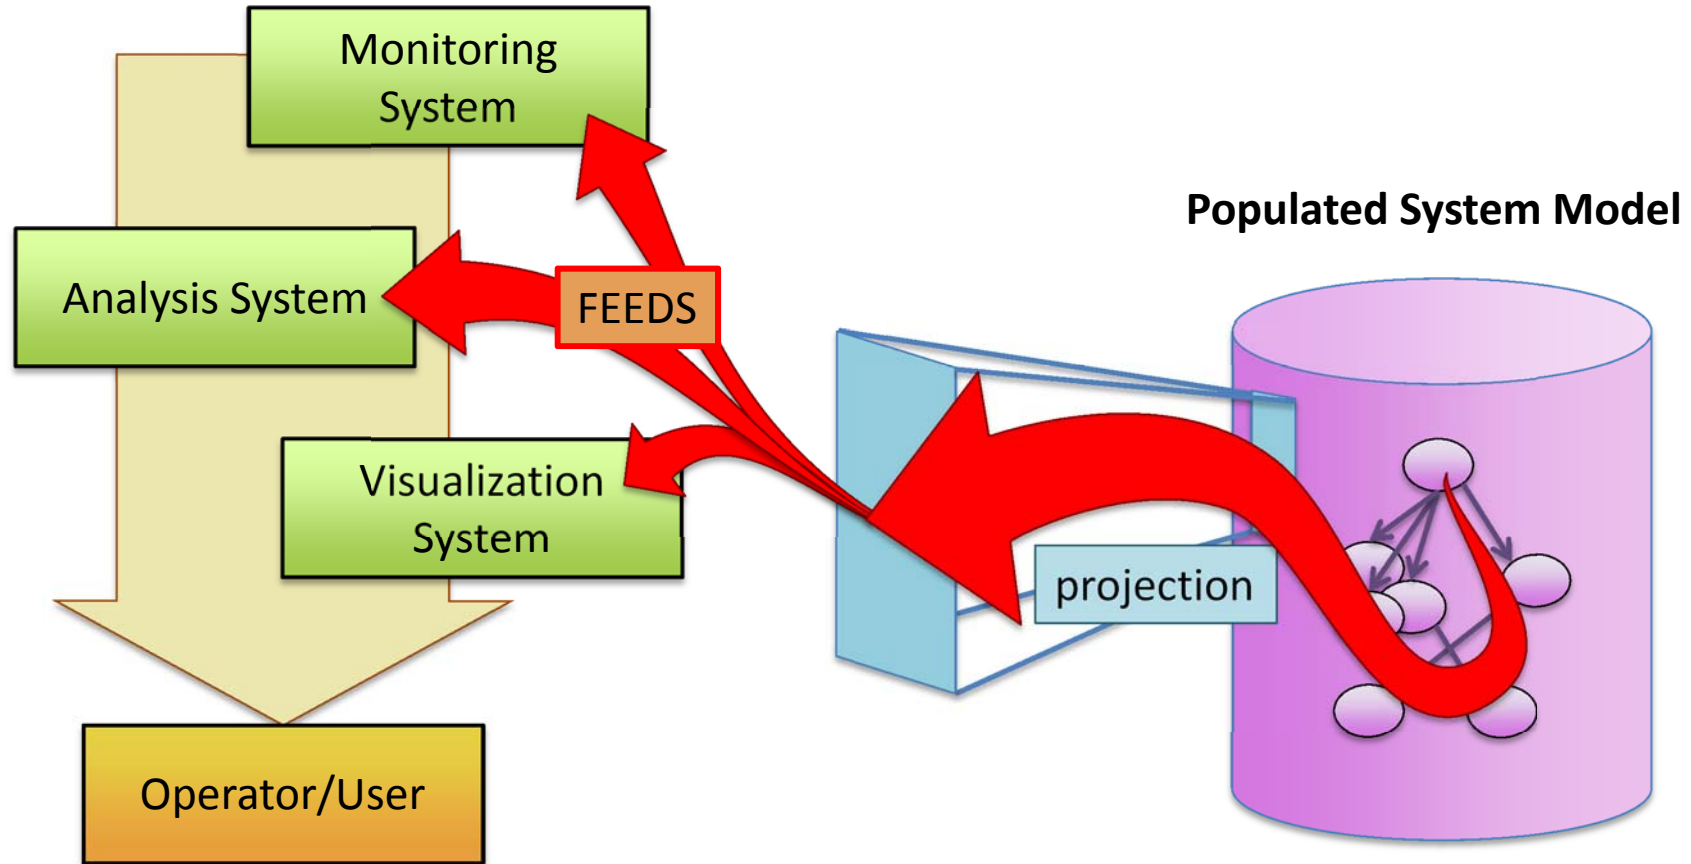 Monitoring
System
Populated System Model
Analysis System
FEEDS
Visualization
System
projection
Operator/User